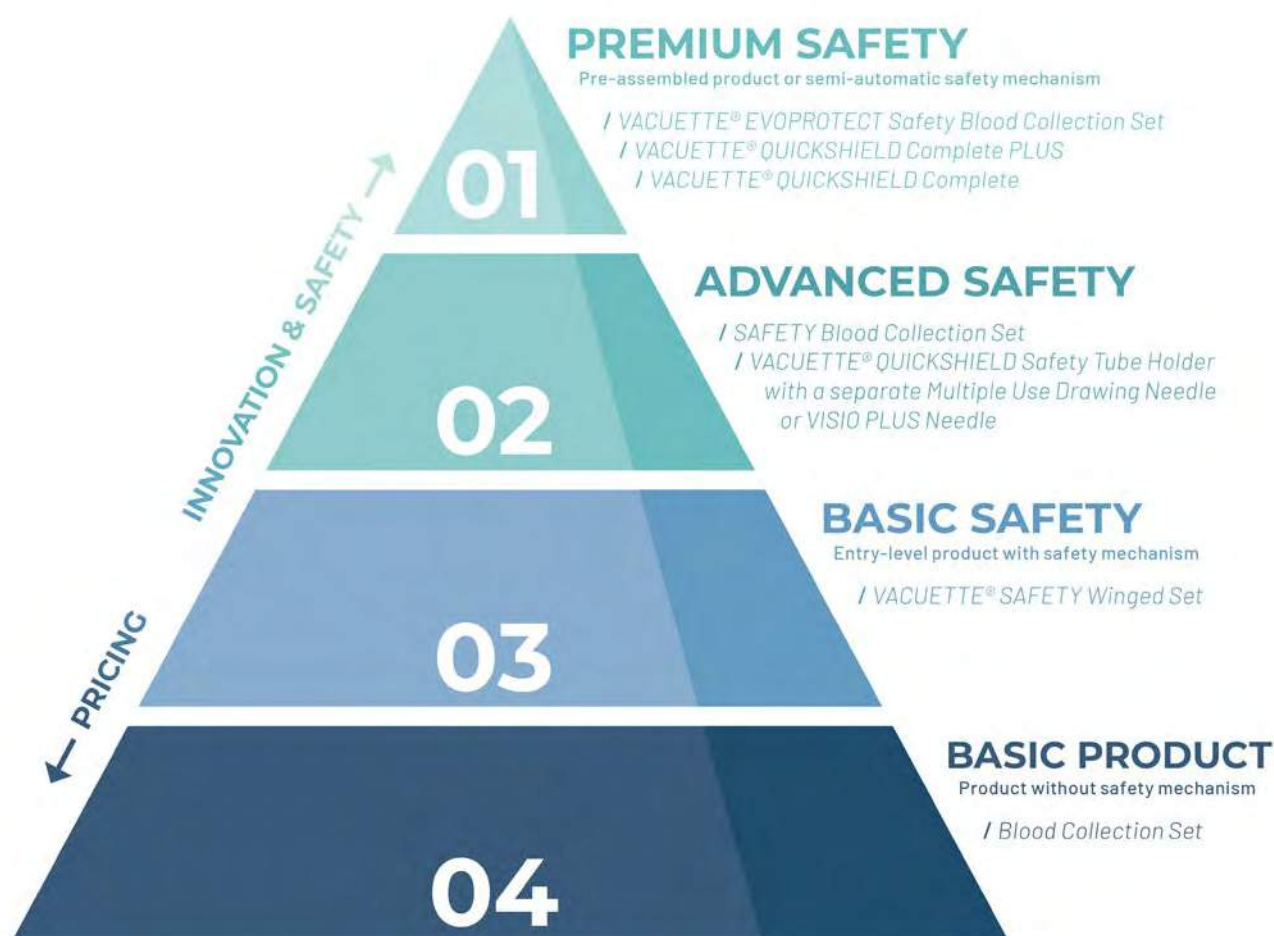 PREMIUM SAFETY
Pre-assembled product or semi-automatic safety mechanism
/ VACUETTE® EVOPROTECT Safety Blood Collection Set
/ VACUETTE® QUICKSHIELD Complete PLUS
/ VACUETTE® QUICKSHIELD Complete
01
INNOVATION & SAFETY →
ADVANCED SAFETY
/ SAFETY Blood Collection Set
/ VACUETTE® QUICKSHIELD Safety Tube Holder
with a separate Multiple Use Drawing Needle
or VISIO PLUS Needle
02
BASIC SAFETY
Entry-level product with safety mechanism
/ VACUETTE® SAFETY Winged Set
03
← PRICING
BASIC PRODUCT
Product without safety mechanism
/ Blood Collection Set
04